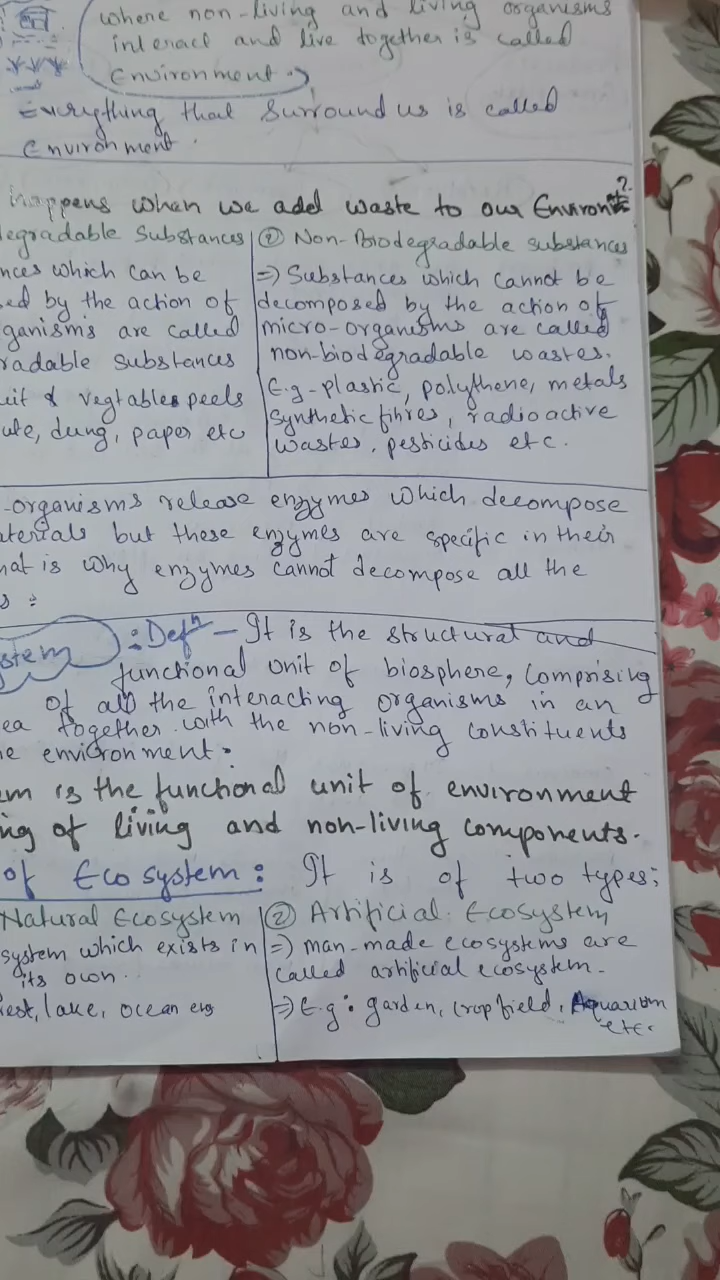 where non-living and living organisms
interact and live together is called
Environment.
Everything that surround us is called
Environment.
happens when we add waste to our Environ
degradable Substances
nces which can be
sed by the action of
ganisms are called
radable substances
uit & vegtables peels
ute, dung, paper etc
② Non-Biodegradable substances
=> Substances which cannot be
decomposed by the action of
micro-organisms are called
non-biodegradable wastes.
E.g - plastic, polythene, metals
Synthetic fibres, radioactive
wastes, pesticides etc.
-organisms release enzymes which decompose
aterials but these enzymes are specific in their
hat is why enzymes cannot decompose all the
s :
stem : Defⁿ - It is the structural and
functional unit of biosphere, comprising
of all the interacting organisms in an
ea together with the non-living constituents
he environment.
em is the functional unit of environment
ng of living and non-living components.
of Ecosystem: It is of two types;
Natural Ecosystem
system which exists in
its own.
rest, lake, ocean
② Artificial Ecosystem
=> man-made ecosystems are
called artificial ecosystem.
=> E.g: garden, crop field, Aquarium
etc.